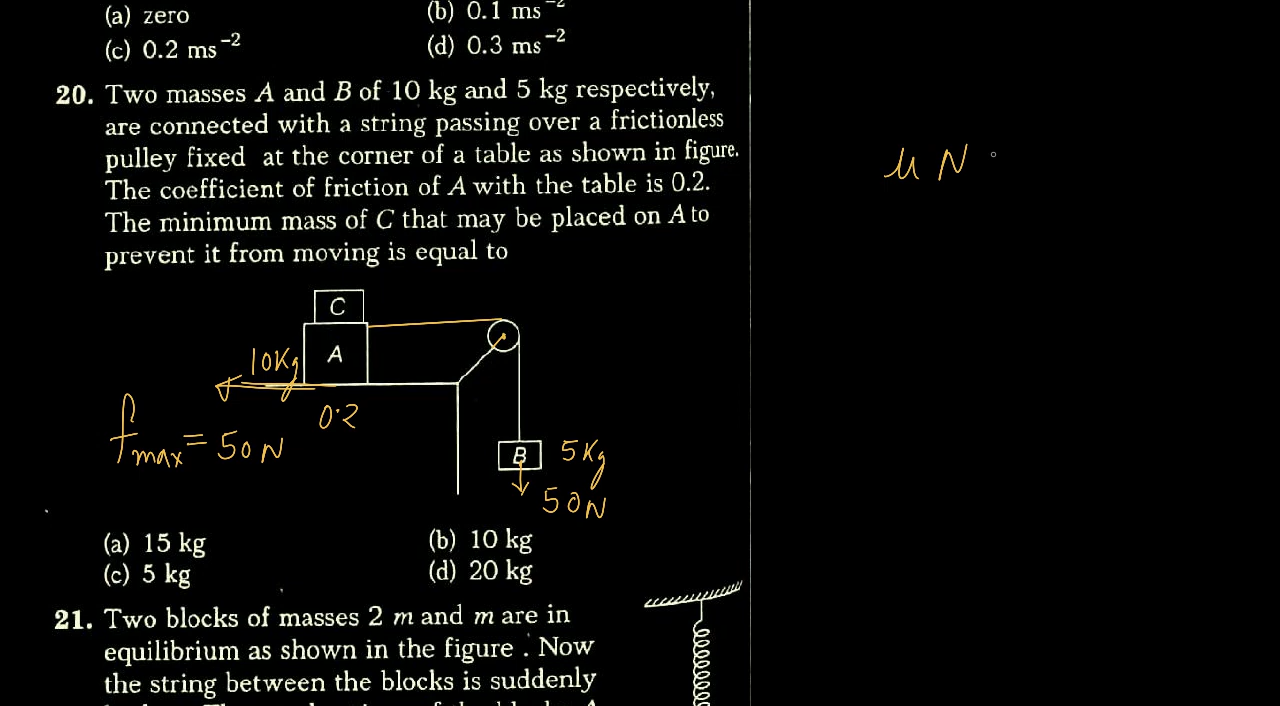 (a) zero (b) 0.1 ms⁻²
(c) 0.2 ms⁻² (d) 0.3 ms⁻²
20. Two masses A and B of 10 kg and 5 kg respectively,
are connected with a string passing over a frictionless
pulley fixed at the corner of a table as shown in figure.
The coefficient of friction of A with the table is 0.2.
The minimum mass of C that may be placed on A to
prevent it from moving is equal to
μ N
C
A
10Kg
0.2
fmax = 50N
B
5Kg
50N
(a) 15 kg (b) 10 kg
(c) 5 kg (d) 20 kg
21. Two blocks of masses 2 m and m are in
equilibrium as shown in the figure . Now
the string between the blocks is suddenly